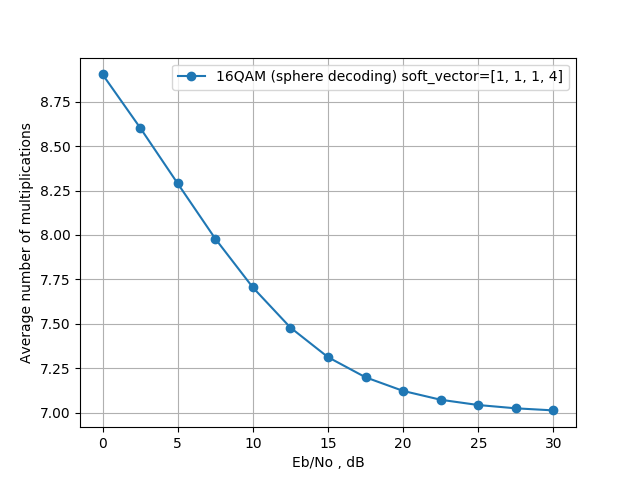 16QAM (sphere decoding) soft_vector=[1, 1, 1, 4]
Average number of multiplications
8.75
8.50
8.25
8.00
7.75
7.50
7.25
7.00
0 5 10 15 20 25 30
Eb/No , dB